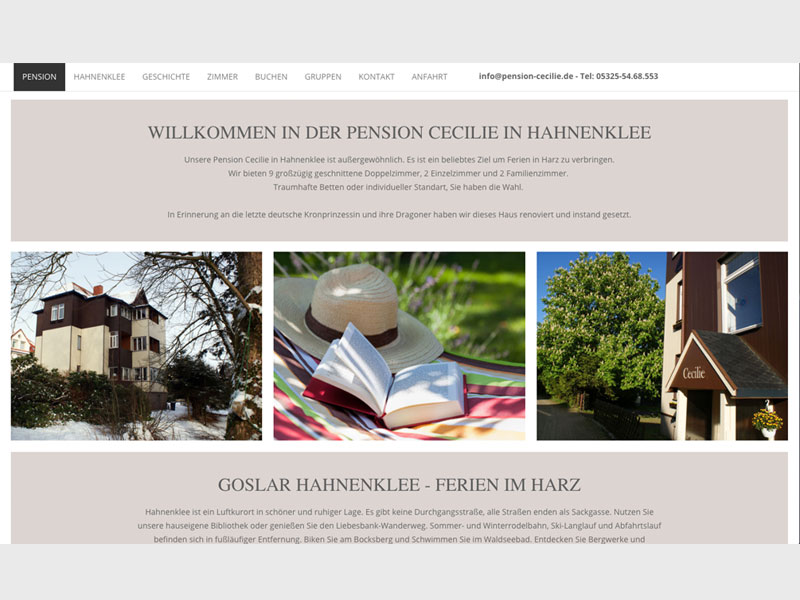 PENSION HAHNENKLEE GESCHICHTE ZIMMER BUCHEN GRUPPEN KONTAKT ANFAHRT info@pension-cecilie.de - Tel: 05325-54.68.553
WILLKOMMEN IN DER PENSION CECILIE IN HAHNENKLEE
Unsere Pension Cecilie in Hahnenklee ist außergewöhnlich. Es ist ein beliebtes Ziel um Ferien in Harz zu verbringen.
Wir bieten 9 großzügig geschnittene Doppelzimmer, 2 Einzelzimmer und 2 Familienzimmer.
Traumhafte Betten oder individueller Standart, Sie haben die Wahl.
In Erinnerung an die letzte deutsche Kronprinzessin und ihre Dragoner haben wir dieses Haus renoviert und instand gesetzt.
Cecilie
GOSLAR HAHNENKLEE - FERIEN IM HARZ
Hahnenklee ist ein Luftkurort in schöner und ruhiger Lage. Es gibt keine Durchgangsstraße, alle Straßen enden als Sackgasse. Nutzen Sie
unsere hauseigene Bibliothek oder genießen Sie den Liebesbank-Wanderweg. Sommer- und Winterrodelbahn, Ski-Langlauf und Abfahrtslauf
befinden sich in fußläufiger Entfernung. Biken Sie am Bocksberg und Schwimmen Sie im Waldseebad. Entdecken Sie Bergwerke und